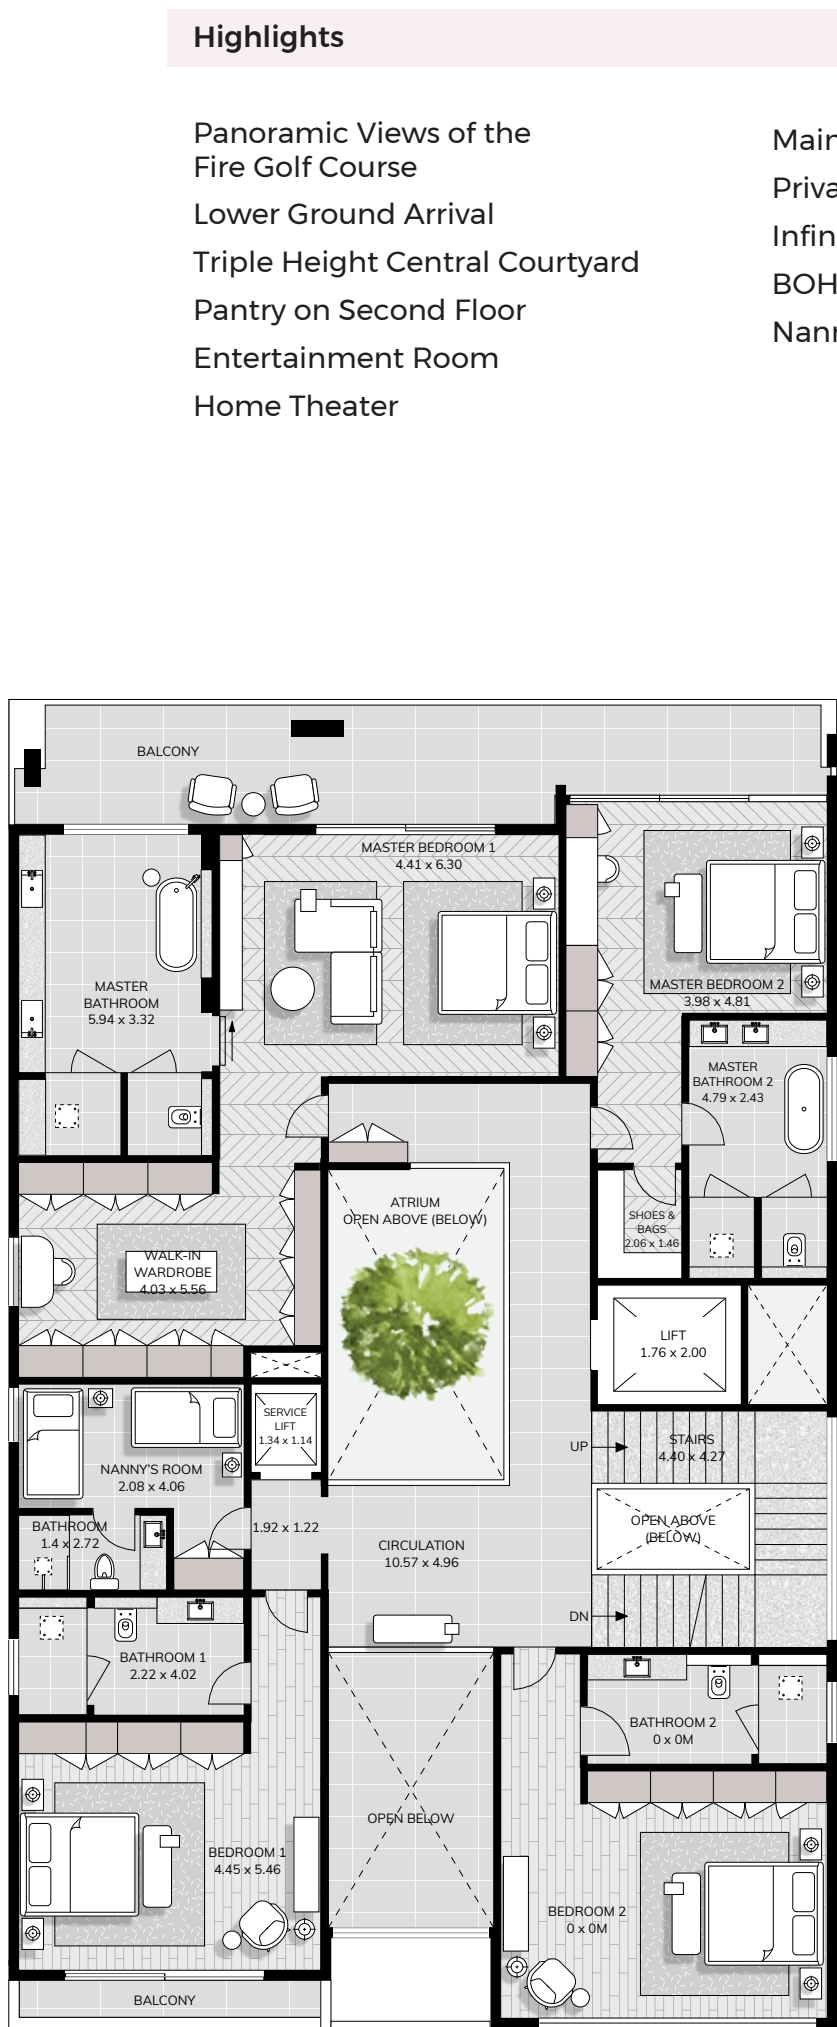 Highlights
Panoramic Views of the
Fire Golf Course
Lower Ground Arrival
Triple Height Central Courtyard
Pantry on Second Floor
Entertainment Room
Home Theater
BOH
BALCONY
MASTER BEDROOM 1
4.41 x 6.30
MASTER
BATHROOM
5.94 x 3.32
MASTER BEDROOM 2
3.98 x 4.81
MASTER
BATHROOM 2
4.79 x 2.43
ATRIUM
OPEN ABOVE (BELOW)
SHOES &
BAGS
2.06 x 1.46
WALK-IN
WARDROBE
4.03 x 5.56
LIFT
1.76 x 2.00
SERVICE
LIFT
1.34 x 1.14
UP
STAIRS
4.40 x 4.27
NANNY'S ROOM
2.08 x 4.06
BATHROOM
1.4 x 2.72
1.92 x 1.22
OPEN ABOVE
(BELOW)
CIRCULATION
10.57 x 4.96
DN
BATHROOM 1
2.22 x 4.02
BATHROOM 2
0 x 0M
OPEN BELOW
BEDROOM 1
4.45 x 5.46
BEDROOM 2
0 x 0M
BALCONY